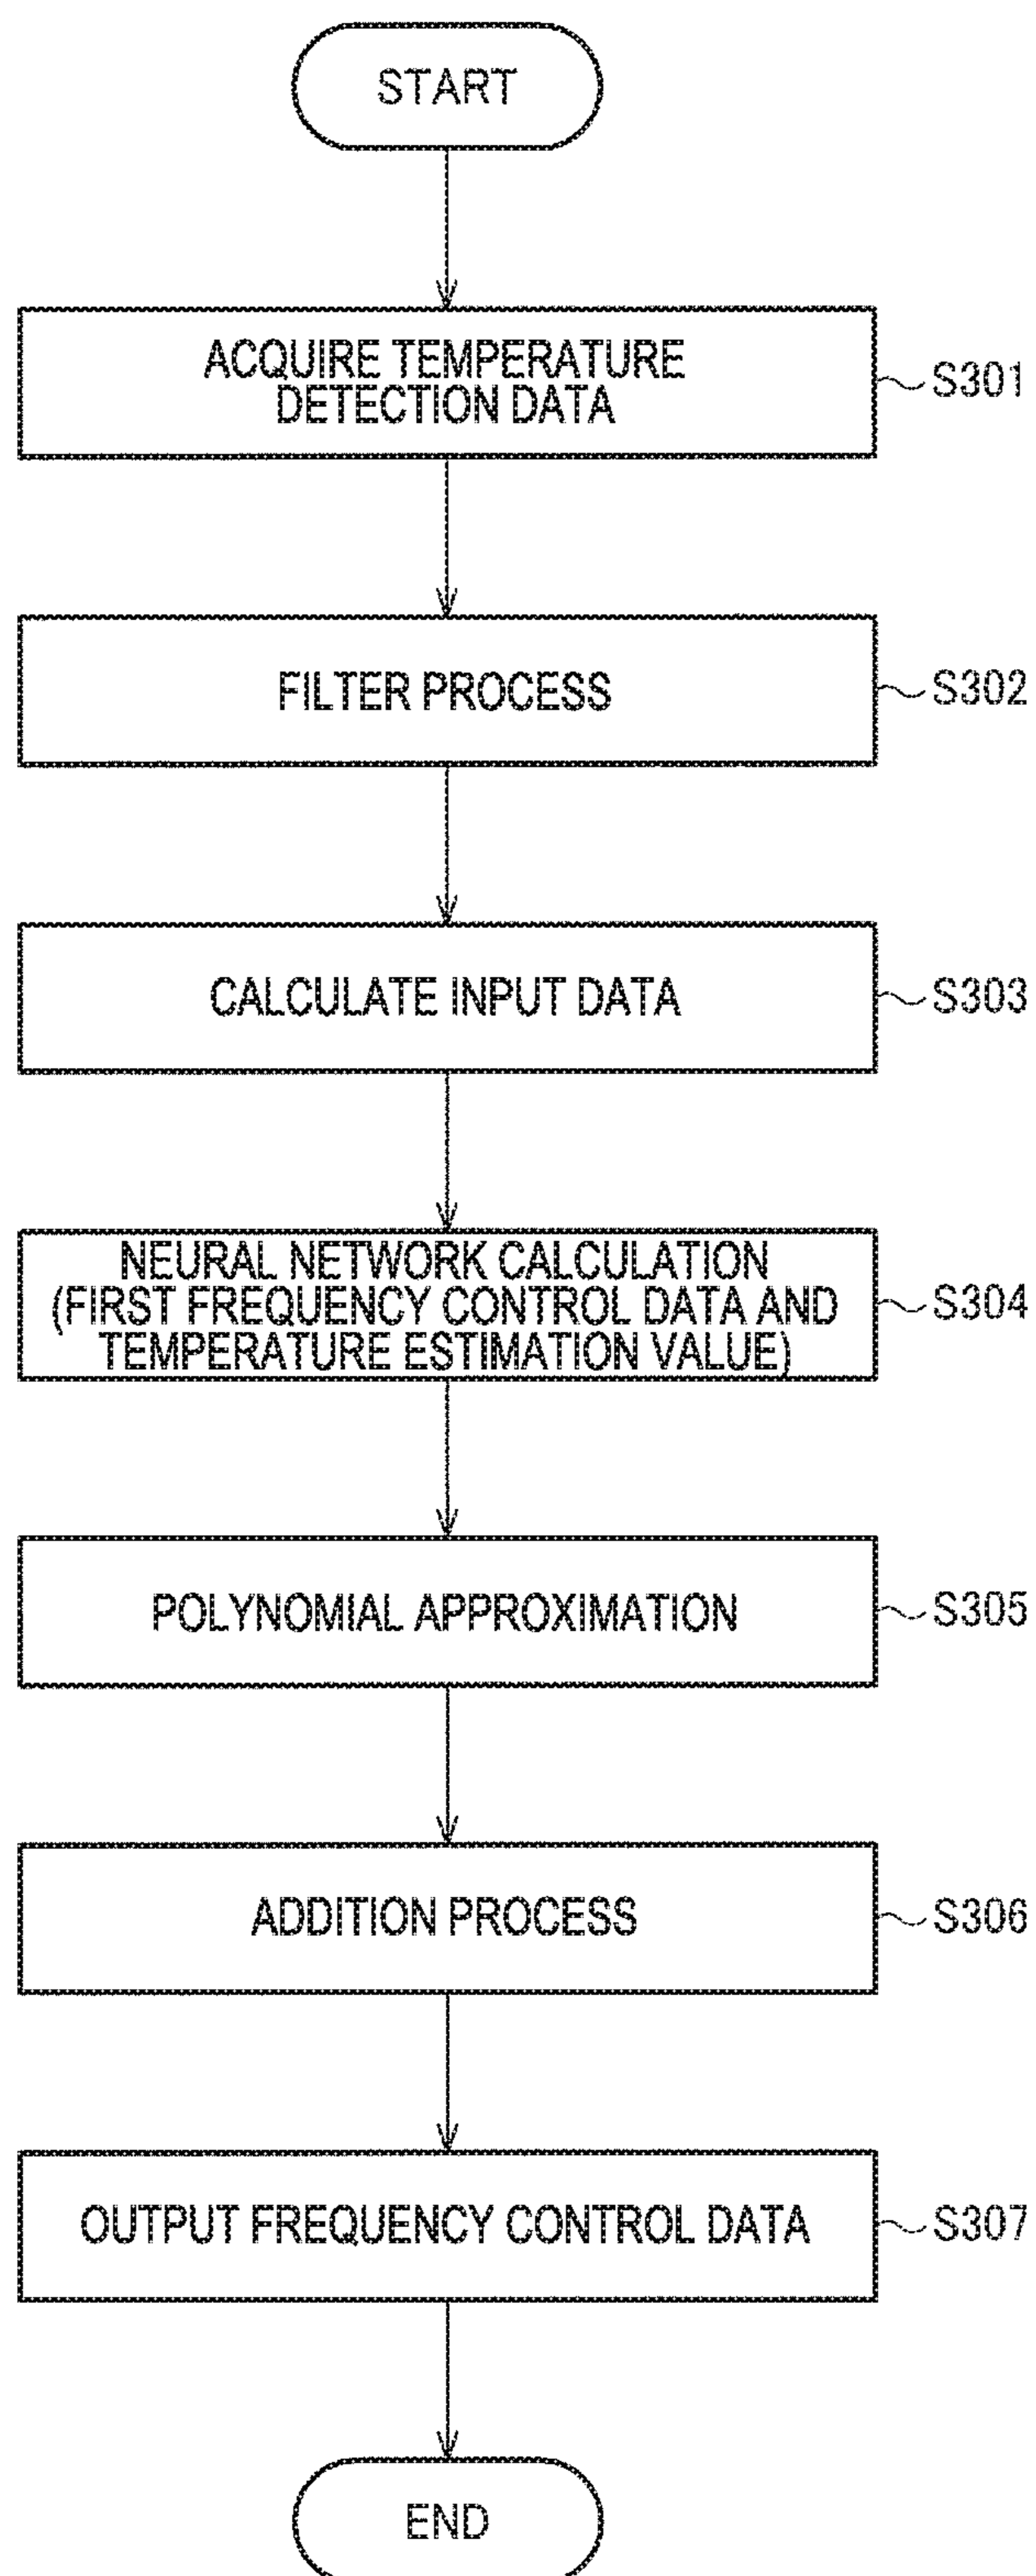 START
ACQUIRE TEMPERATURE
DETECTION DATA
S301
FILTER PROCESS
S302
CALCULATE INPUT DATA
S303
NEURAL NETWORK CALCULATION
(FIRST FREQUENCY CONTROL DATA AND
TEMPERATURE ESTIMATION VALUE)
S304
POLYNOMIAL APPROXIMATION
S305
ADDITION PROCESS
S306
OUTPUT FREQUENCY CONTROL DATA
S307
END